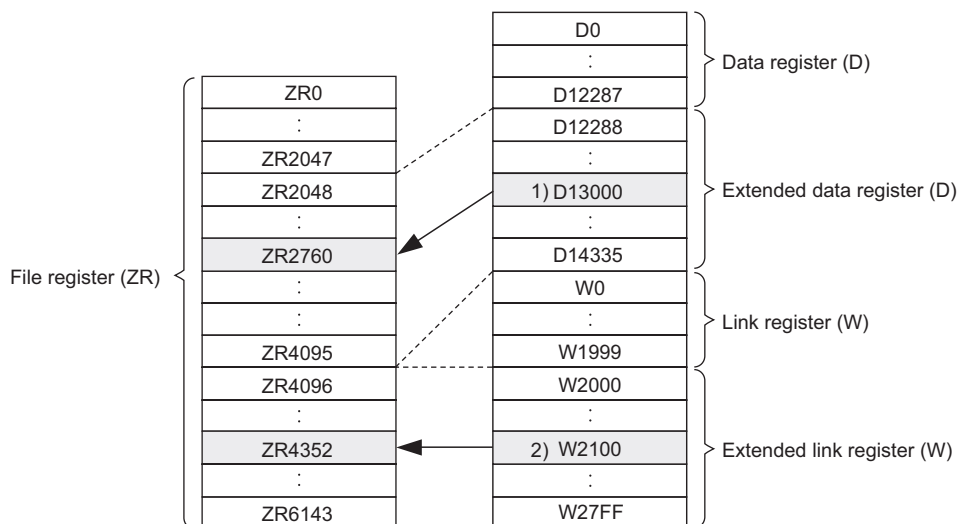 File register (ZR)
ZR0
:
ZR2047
ZR2048
:
ZR2760
:
:
ZR4095
ZR4096
:
ZR4352
:
ZR6143
D0
:
D12287
D12288
:
1) D13000
:
D14335
W0
:
W1999
W2000
:
2) W2100
:
W27FF
Data register (D)
Extended data register (D)
Link register (W)
Extended link register (W)